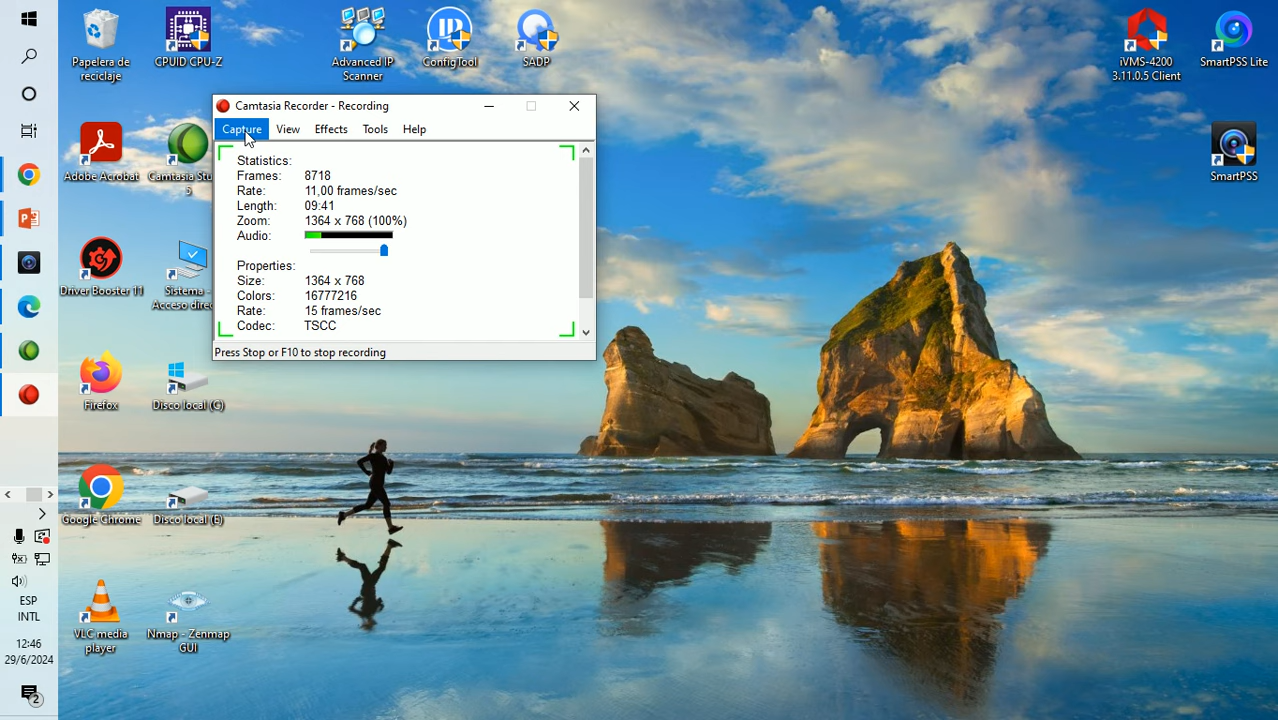 Papelera de
reciclaje
CPUID CPU-Z
Advanced IP
Scanner
ConfigTool
SADP
iVMS-4200
3.11.0.5 Client
SmartPSS Lite
Camtasia Recorder - Recording
Capture View Effects Tools Help
Statistics:
Frames: 8718
Rate: 11,00 frames/sec
Length: 09:41
Zoom: 1364 x 768 (100%)
Audio:
Properties:
Size: 1364 x 768
Colors: 16777216
Rate: 15 frames/sec
Codec: TSCC
Press Stop or F10 to stop recording
Adobe Acrobat
Camtasia Stu
5
SmartPSS
Driver Booster 11
Sistema -
Acceso direc
Firefox
Disco local (C)
Google Chrome
Disco local (E)
VLC media
player
Nmap - Zenmap
GUI
ESP
INTL
12:46
29/6/2024
2